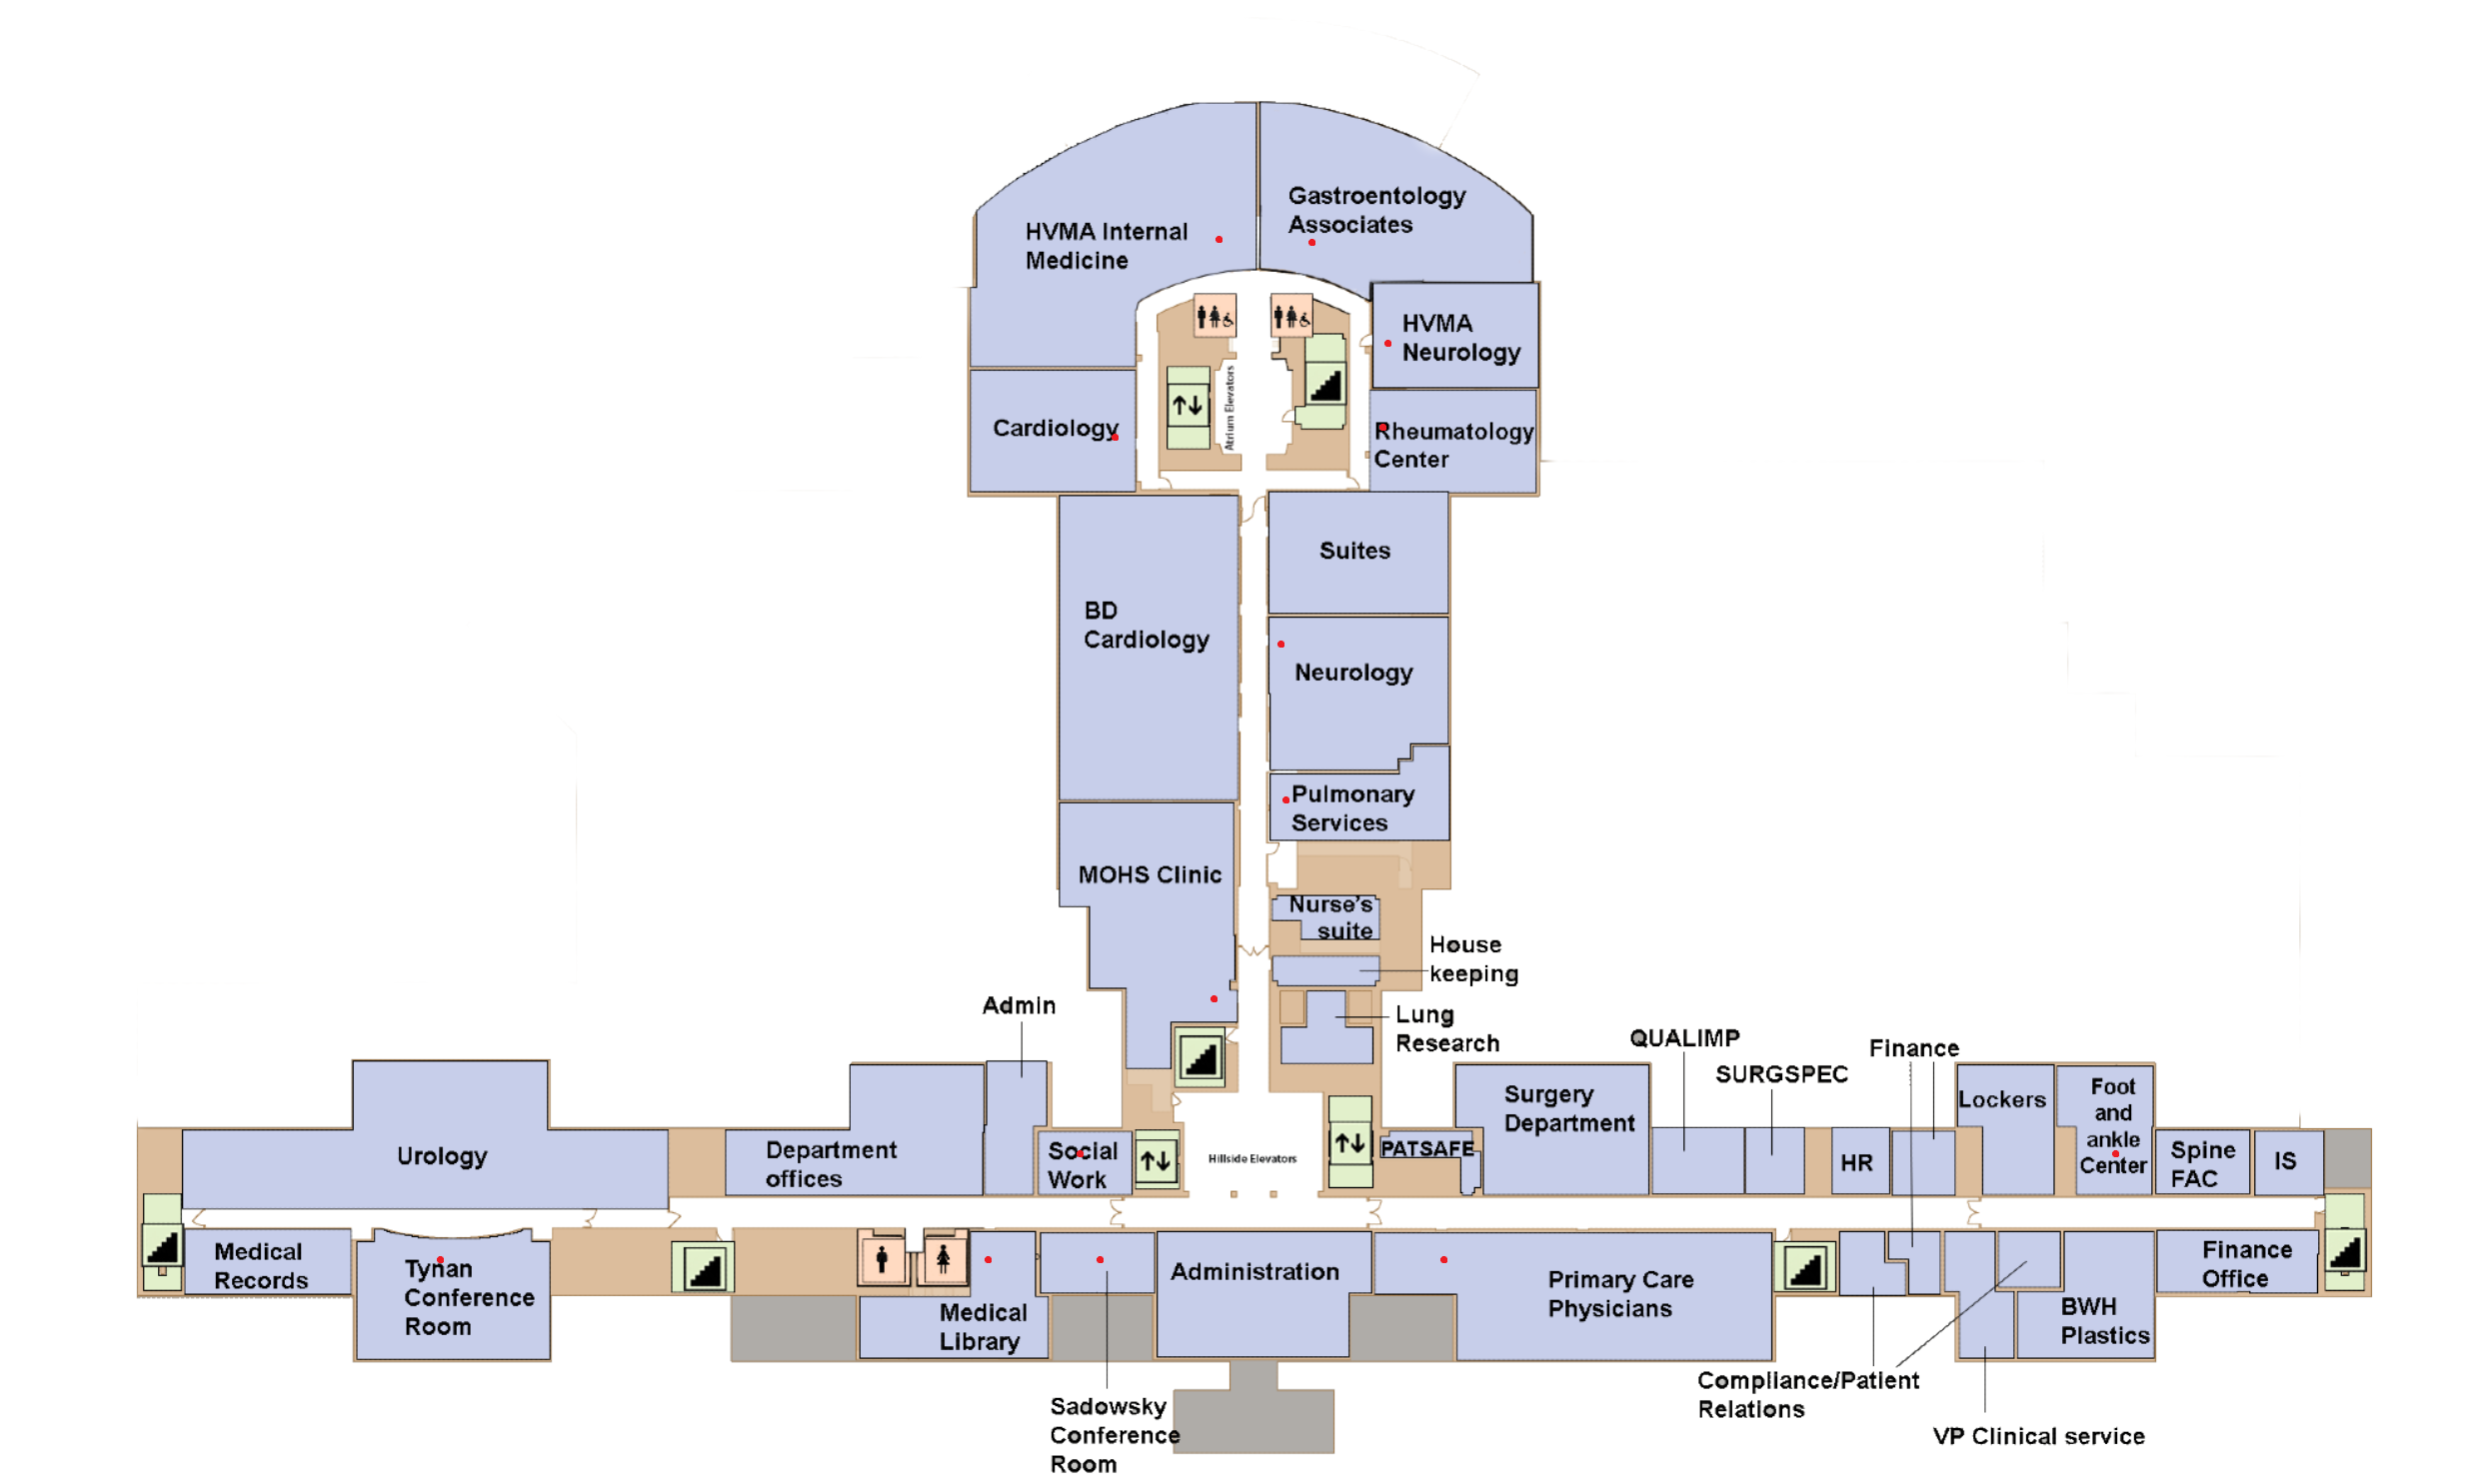 Gastroentology
Associates
HVMA Internal
Medicine
HVMA
Neurology
Atrium Elevators
Cardiology
Rheumatology
Center
Suites
BD
Cardiology
Neurology
Pulmonary
Services
MOHS Clinic
Nurse's
suite
House
keeping
Admin
Lung
Research
QUALIMP
Finance
SURGSPEC
Surgery
Department
Lockers
Foot
and
ankle
Center
Urology
Department
offices
Social
Work
Hillside Elevators
PATSAFE
HR
Spine
FAC
IS
Medical
Records
Tynan
Conference
Room
Medical
Library
Administration
Primary Care
Physicians
Finance
Office
BWH
Plastics
Sadowsky
Conference
Room
Compliance/Patient
Relations
VP Clinical service